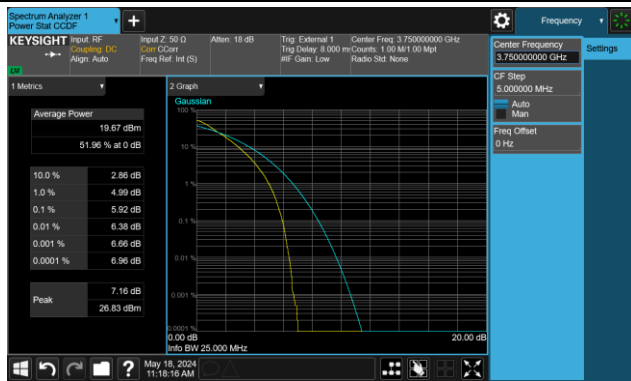 Spectrum Analyzer 1
Power Stat CCDF
Frequency
KEYSIGHT
Input: RF
Coupling: DC
Align: Auto
Input Z: 50 Ω
Corr CCorr
Freq Ref: Int (S)
Atten: 18 dB
Trig: External 1
Trig Delay: 8.000 m
#IF Gain: Low
Center Freq: 3.750000000 GHz
Counts: 1.00 M/1.00 Mpt
Radio Std: None
1 Metrics
Average Power
19.67 dBm
51.96 % at 0 dB
10.0 % 2.86 dB
1.0 % 4.99 dB
0.1 % 5.92 dB
0.01 % 6.38 dB
0.001 % 6.66 dB
0.0001 % 6.96 dB
Peak
7.16 dB
26.83 dBm
2 Graph
Gaussian
100 %
10 %
1 %
0.1 %
0.01 %
0.001 %
0.0001 %
0.00 dB
20.00 dB
Info BW 25.000 MHz
Center Frequency
3.750000000 GHz
Settings
CF Step
5.000000 MHz
Auto
Man
Freq Offset
0 Hz
?
May 18, 2024
11:18:16 AM